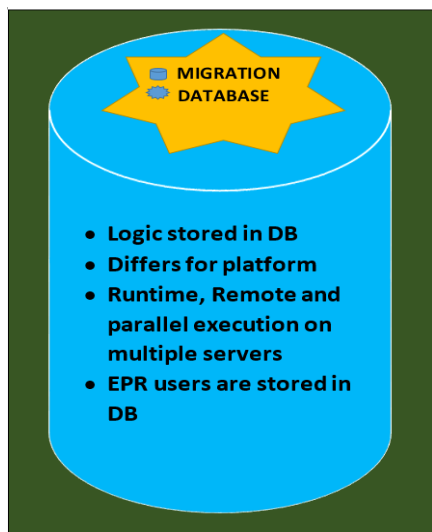 MIGRATION
DATABASE
• Logic stored in DB
• Differs for platform
• Runtime, Remote and
parallel execution on
multiple servers
• EPR users are stored in
DB